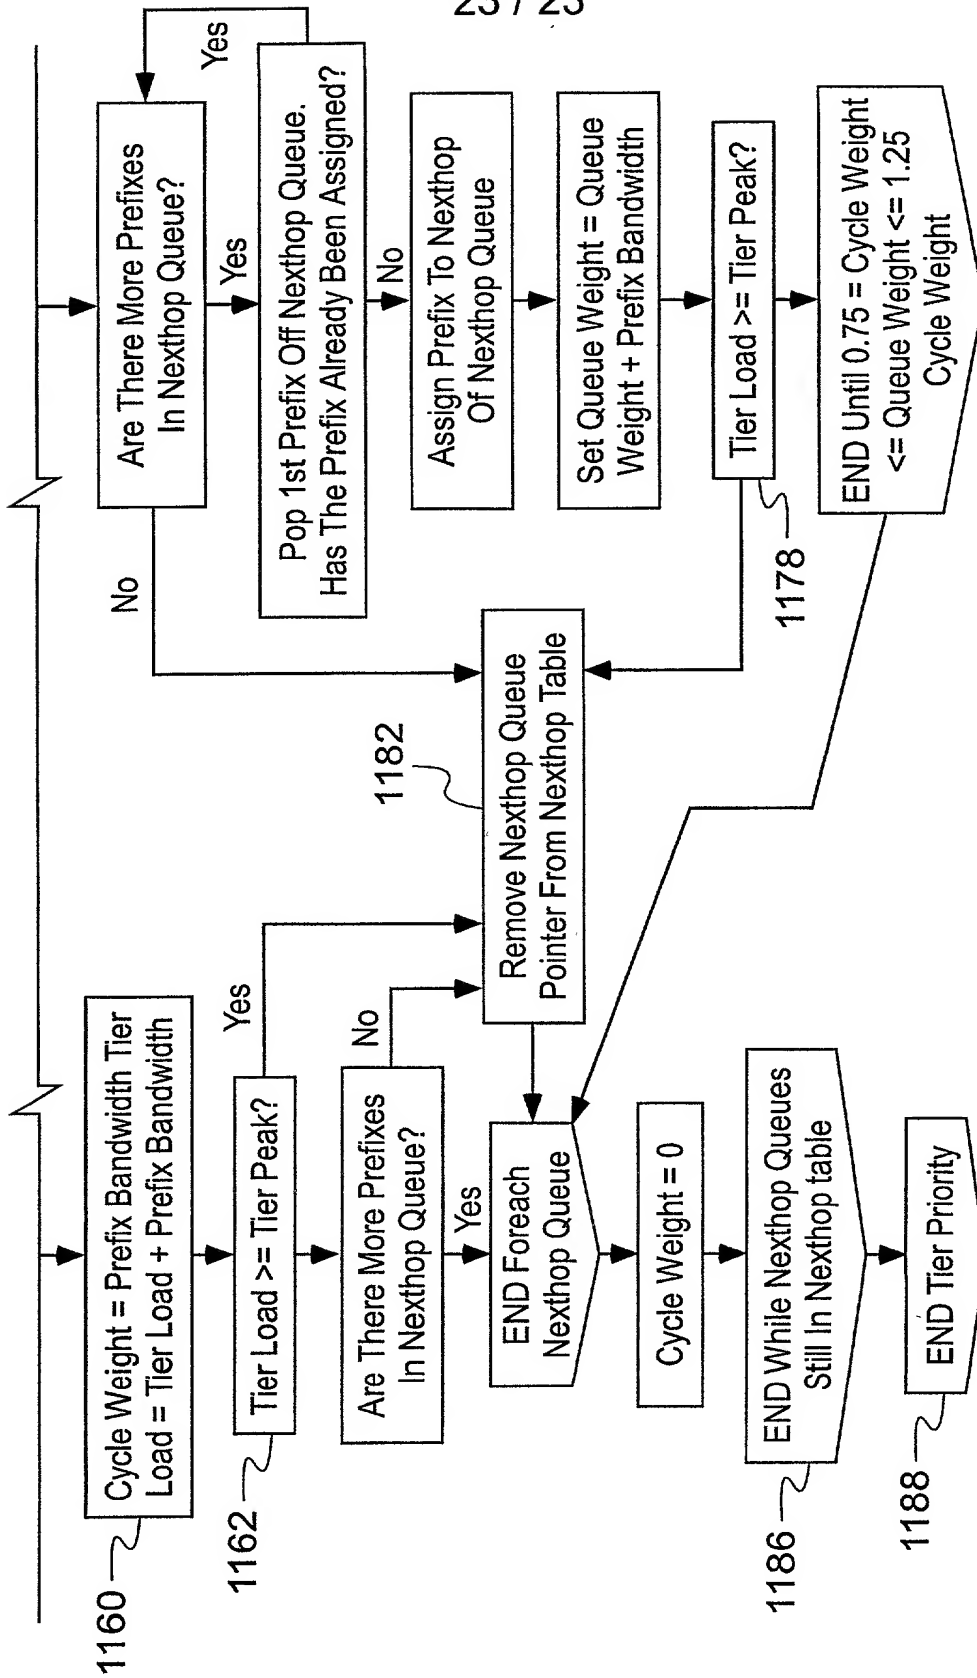 23 / 23
Cycle Weight = Prefix Bandwidth Tier
Load = Tier Load + Prefix Bandwidth
1160
Tier Load >= Tier Peak?
1162
Yes
Are There More Prefixes
In Nexthop Queue?
No
Yes
END Foreach
Nexthop Queue
Cycle Weight = 0
END While Nexthop Queues
Still In Nexthop table
1186
END Tier Priority
1188
Remove Nexthop Queue
Pointer From Nexthop Table
1182
Are There More Prefixes
In Nexthop Queue?
No
Yes
Yes
Pop 1st Prefix Off Nexthop Queue.
Has The Prefix Already Been Assigned?
No
Assign Prefix To Nexthop
Of Nexthop Queue
Set Queue Weight = Queue
Weight + Prefix Bandwidth
Tier Load >= Tier Peak?
1178
END Until 0.75 = Cycle Weight
<= Queue Weight <= 1.25
Cycle Weight